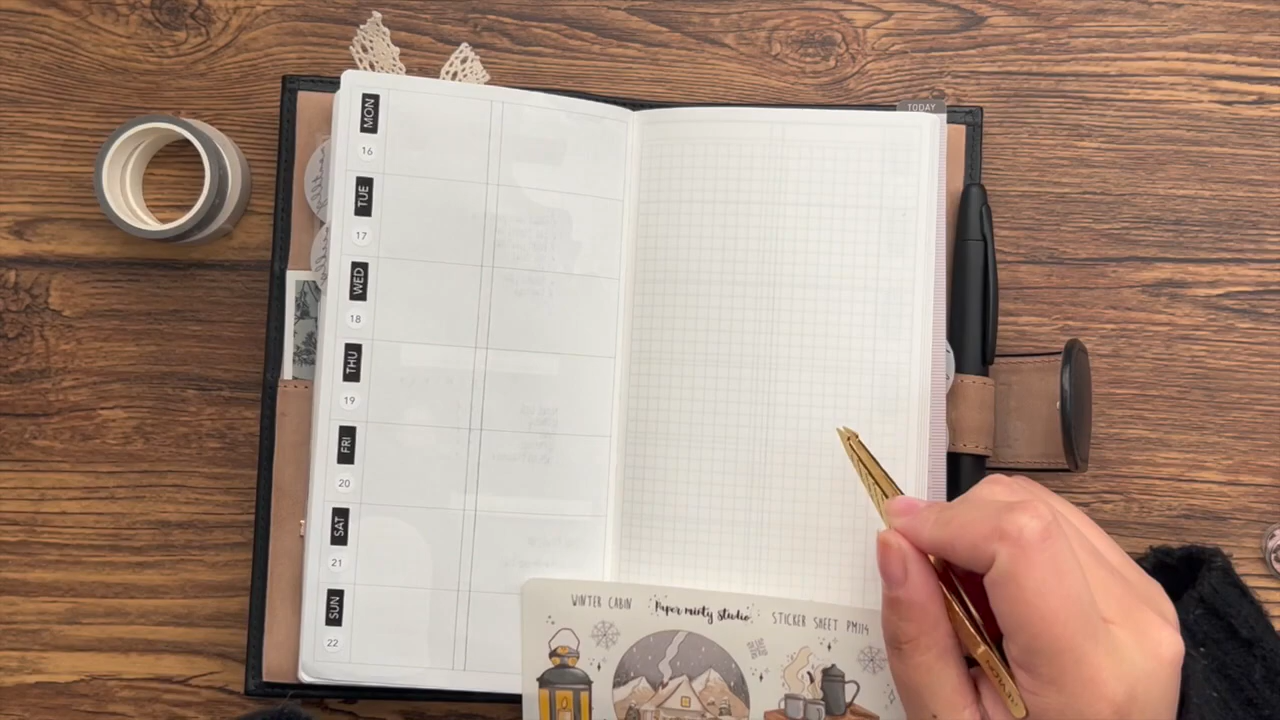 TODAY
MON
16
TUE
17
WED
18
THU
19
FRI
20
SAT
21
SUN
22
WINTER CABIN
Paper minty studio
STICKER SHEET PM114